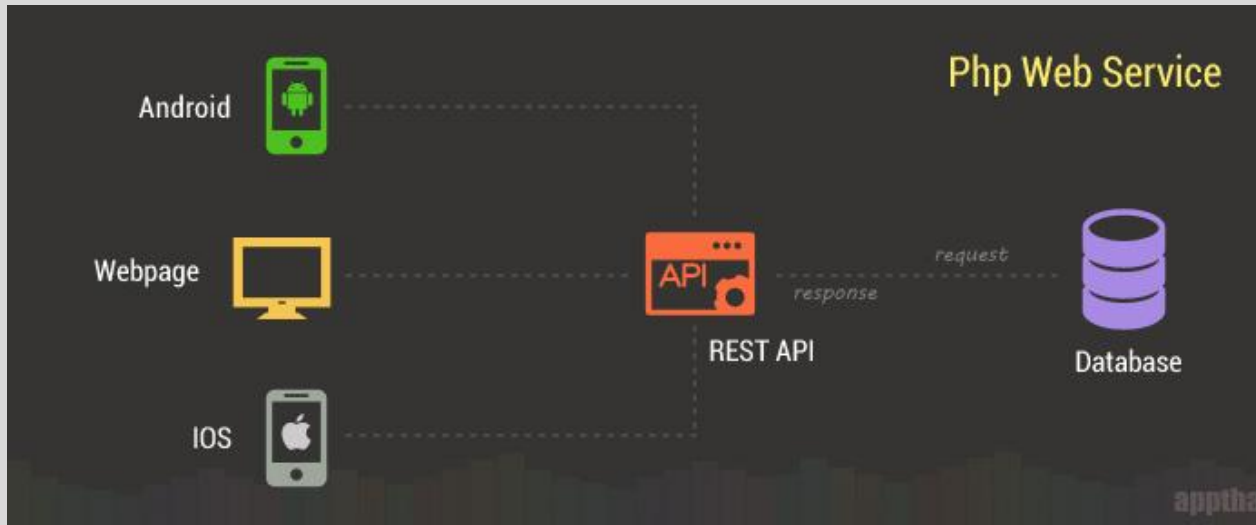 Php Web Service
Android
Webpage
IOS
API
REST API
request
response
Database